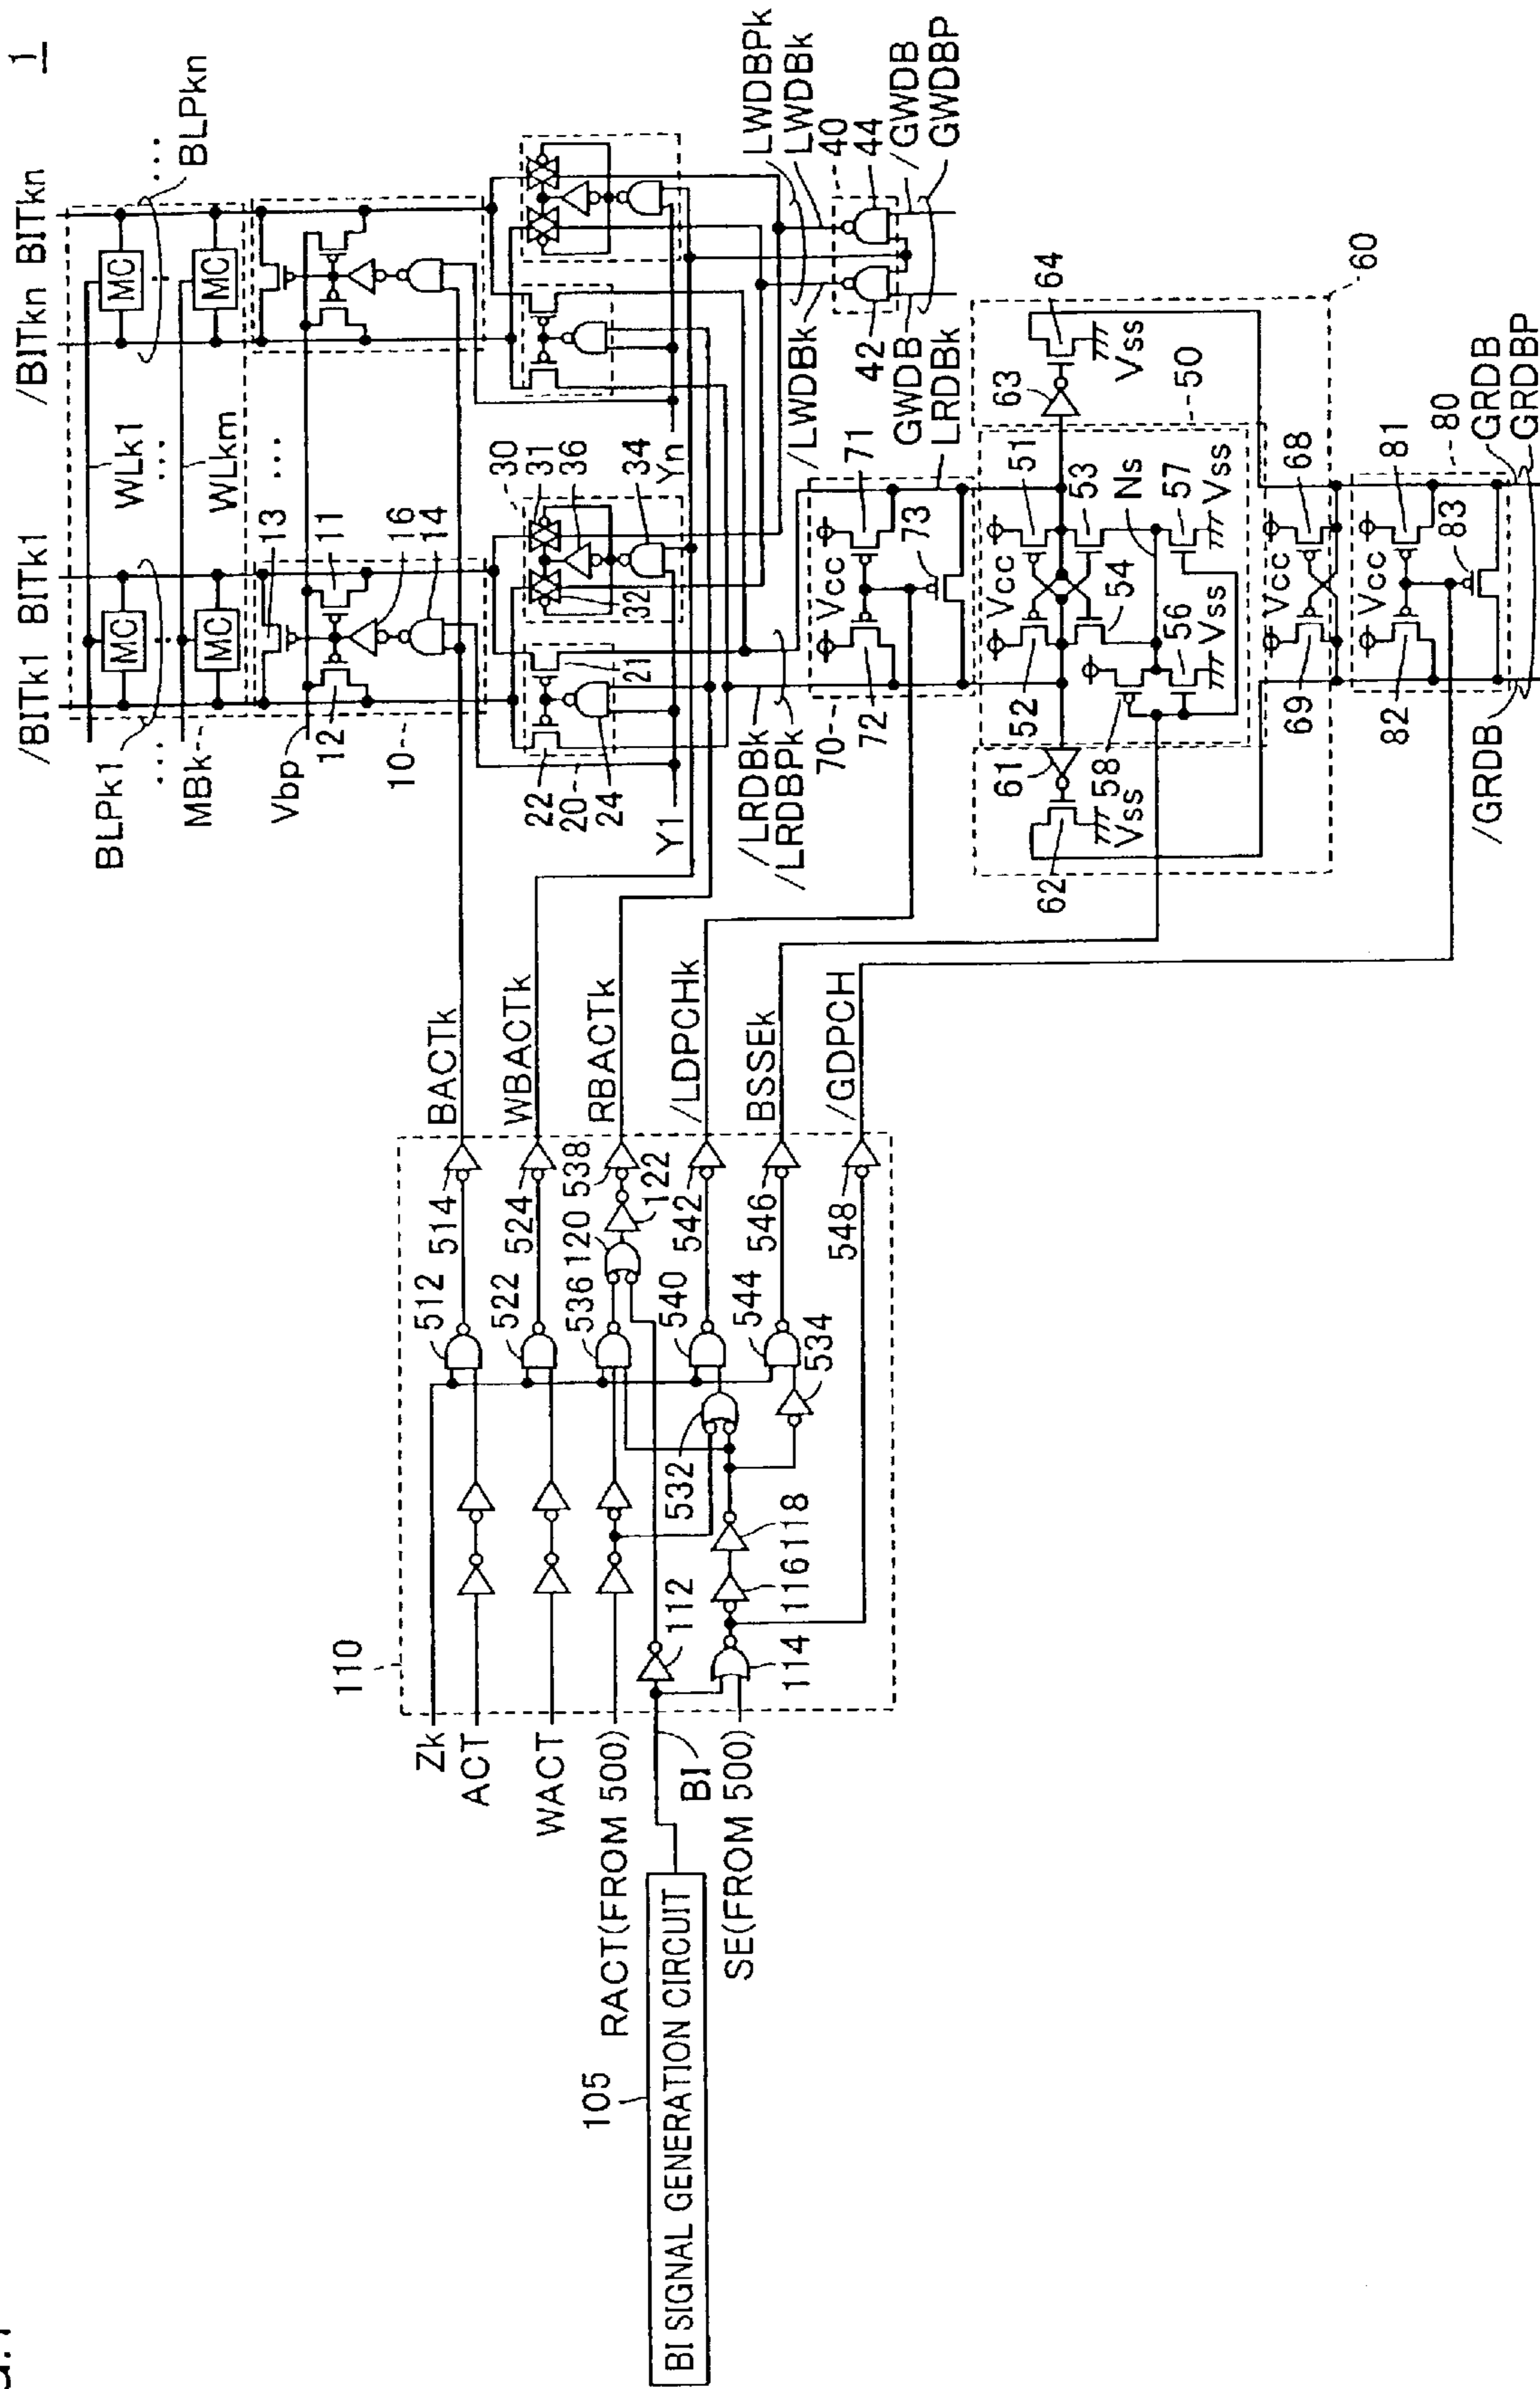 1
/BITk1 BITk1
/BITkn BITkn
BLPk1
MC
MC
BLPkn
...
WLk1
...
...
...
MBk
MC
WLkm
MC
13
...
Vbp
12
11
16
14
10
BACTk
WBACTk
RBACTk
/LDPCHk
BSSEk
/GDPCH
22
20
24
21
30
31
36
34
32
Y1
Yn
LWDBPk
LWDBk
40
44
/GWDB
GWDBP
/LWDBk
42
GWDB
LRDBk
/LRDBk
/LRDBPk
70
72
Vcc
71
73
60
64
63
Vss
50
61
52
Vcc
51
53
54
Ns
57
58
56
Vss
Vss
62
Vss
69
Vcc
68
82
Vcc
81
80
83
/GRDB
GRDB
GRDBP
110
Zk
ACT
WACT
RACT(FROM 500)
BI
SE(FROM 500)
512
514
522
524
536
120
538
122
540
542
544
546
534
548
532
112
114
116
118
105
BI SIGNAL GENERATION CIRCUIT